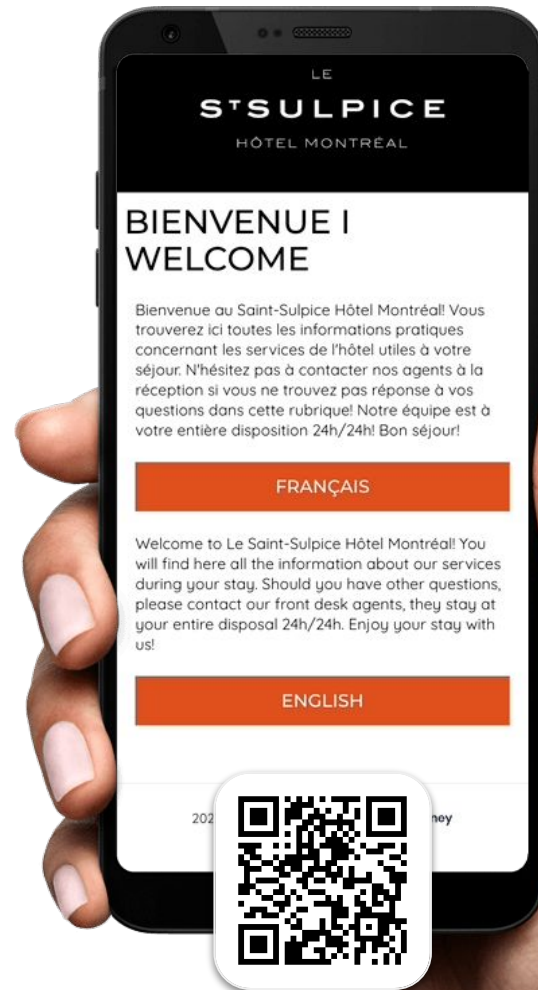 LE
STSULPICE
HÔTEL MONTRÉAL
BIENVENUE I
WELCOME
Bienvenue au Saint-Sulpice Hôtel Montréal! Vous
trouverez ici toutes les informations pratiques
concernant les services de l'hôtel utiles à votre
séjour. N'hésitez pas à contacter nos agents à la
réception si vous ne trouvez pas réponse à vos
questions dans cette rubrique! Notre équipe est à
votre entière disposition 24h/24h! Bon séjour!
FRANÇAIS
Welcome to Le Saint-Sulpice Hôtel Montréal! You
will find here all the information about our services
during your stay. Should you have other questions,
please contact our front desk agents, they stay at
your entire disposal 24h/24h. Enjoy your stay with
us!
ENGLISH